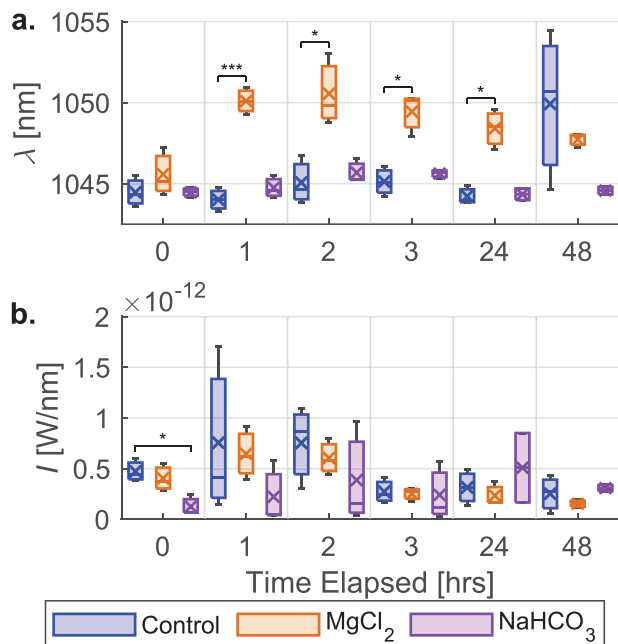 a.
λ [nm]
1055
1050
1045
***
*
*
*
0 1 2 3 24 48
b.
×10^-12
I [W/nm]
2
1.5
1
0.5
0
*
0 1 2 3 24 48
Time Elapsed [hrs]
Control MgCl₂ NaHCO₃